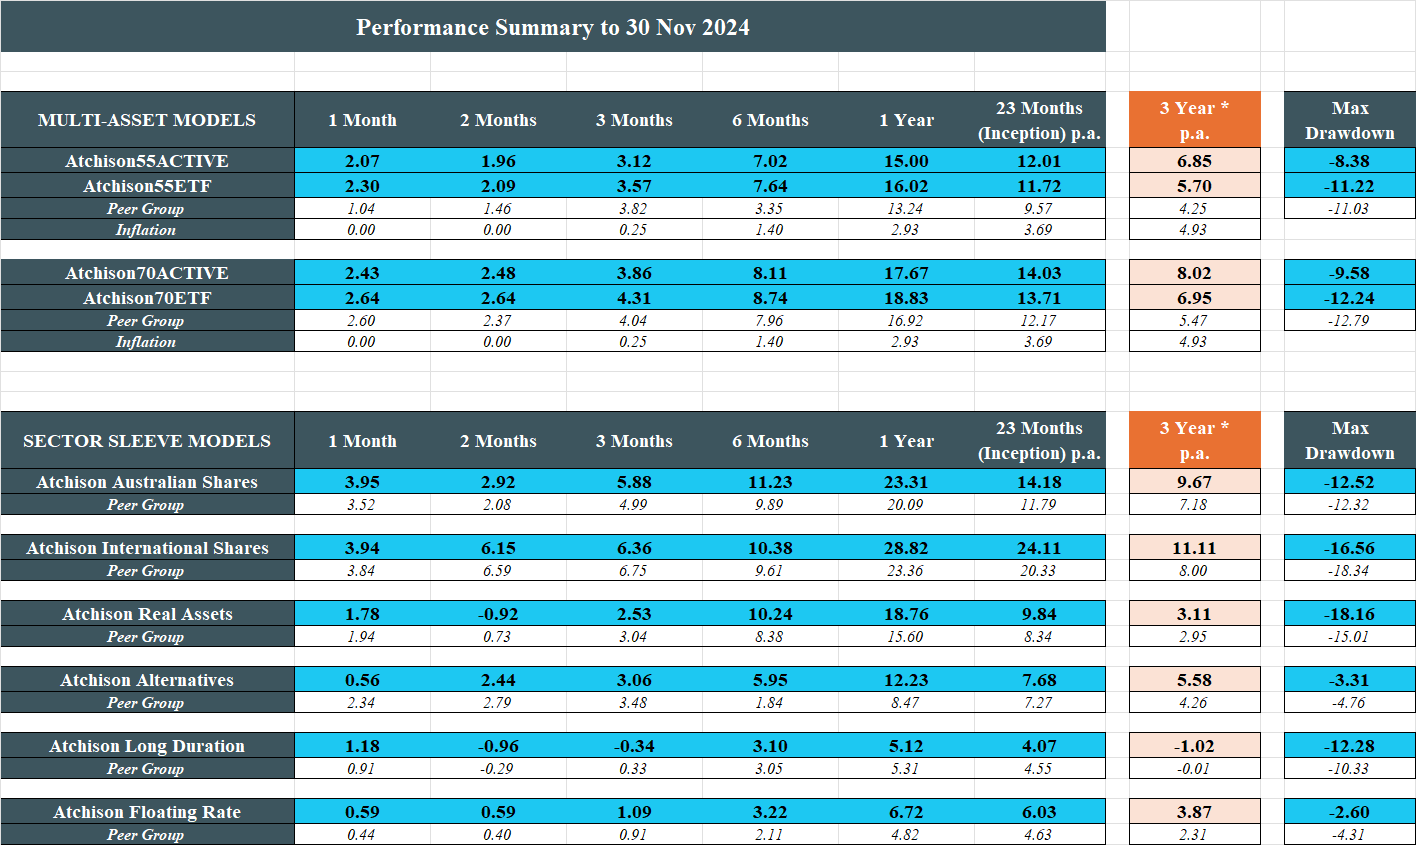 Performance Summary to 30 Nov 2024
MULTI-ASSET MODELS 1 Month 2 Months 3 Months 6 Months 1 Year 23 Months (Inception) p.a. 3 Year * p.a. Max Drawdown
Atchison55ACTIVE 2.07 1.96 3.12 7.02 15.00 12.01 6.85 -8.38
Atchison55ETF 2.30 2.09 3.57 7.64 16.02 11.72 5.70 -11.22
Peer Group 1.04 1.46 3.82 3.35 13.24 9.57 4.25 -11.03
Inflation 0.00 0.00 0.25 1.40 2.93 3.69 4.93
Atchison70ACTIVE 2.43 2.48 3.86 8.11 17.67 14.03 8.02 -9.58
Atchison70ETF 2.64 2.64 4.31 8.74 18.83 13.71 6.95 -12.24
Peer Group 2.60 2.37 4.04 7.96 16.92 12.17 5.47 -12.79
Inflation 0.00 0.00 0.25 1.40 2.93 3.69 4.93
SECTOR SLEEVE MODELS 1 Month 2 Months 3 Months 6 Months 1 Year 23 Months (Inception) p.a. 3 Year * p.a. Max Drawdown
Atchison Australian Shares 3.95 2.92 5.88 11.23 23.31 14.18 9.67 -12.52
Peer Group 3.52 2.08 4.99 9.89 20.09 11.79 7.18 -12.32
Atchison International Shares 3.94 6.15 6.36 10.38 28.82 24.11 11.11 -16.56
Peer Group 3.84 6.59 6.75 9.61 23.36 20.33 8.00 -18.34
Atchison Real Assets 1.78 -0.92 2.53 10.24 18.76 9.84 3.11 -18.16
Peer Group 1.94 0.73 3.04 8.38 15.60 8.34 2.95 -15.01
Atchison Alternatives 0.56 2.44 3.06 5.95 12.23 7.68 5.58 -3.31
Peer Group 2.34 2.79 3.48 1.84 8.47 7.27 4.26 -4.76
Atchison Long Duration 1.18 -0.96 -0.34 3.10 5.12 4.07 -1.02 -12.28
Peer Group 0.91 -0.29 0.33 3.05 5.31 4.55 -0.01 -10.33
Atchison Floating Rate 0.59 0.59 1.09 3.22 6.72 6.03 3.87 -2.60
Peer Group 0.44 0.40 0.91 2.11 4.82 4.63 2.31 -4.31